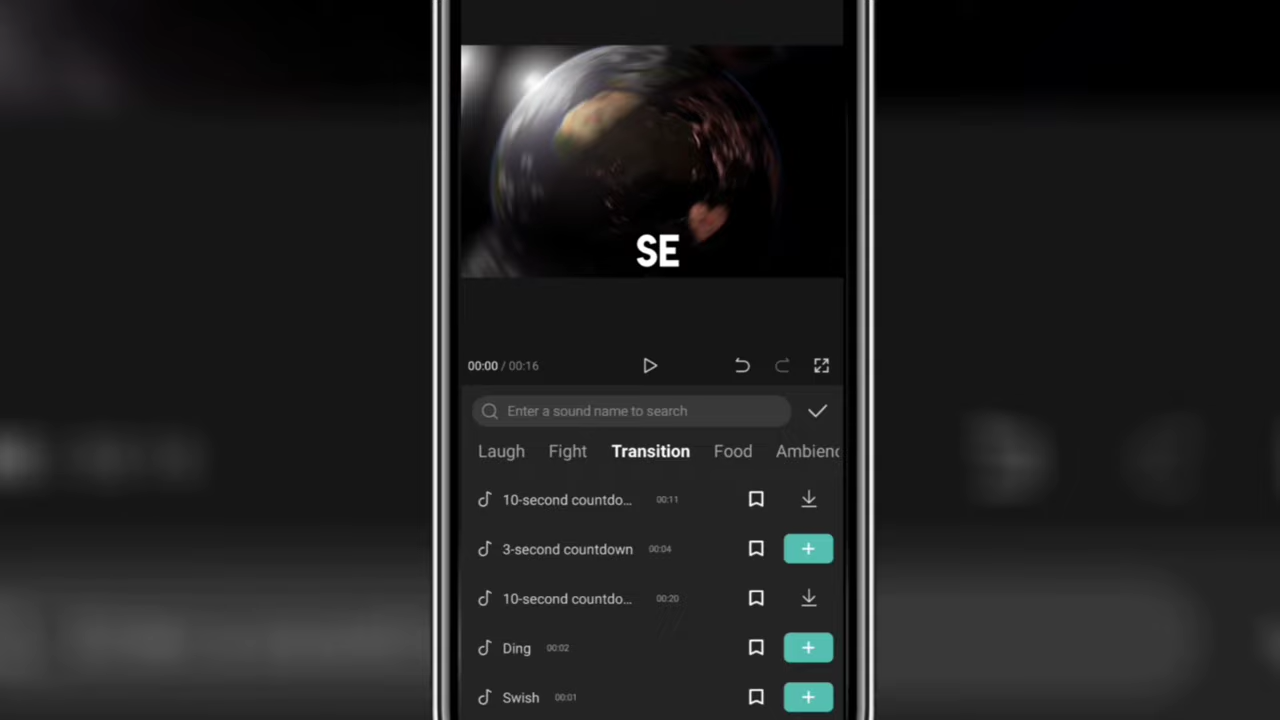 SE
00:00 / 00:16
Enter a sound name to search
Laugh Fight Transition Food Ambienc
10-second countdo... 00:11
3-second countdown 00:04
10-second countdo... 00:20
Ding 00:02
Swish 00:01